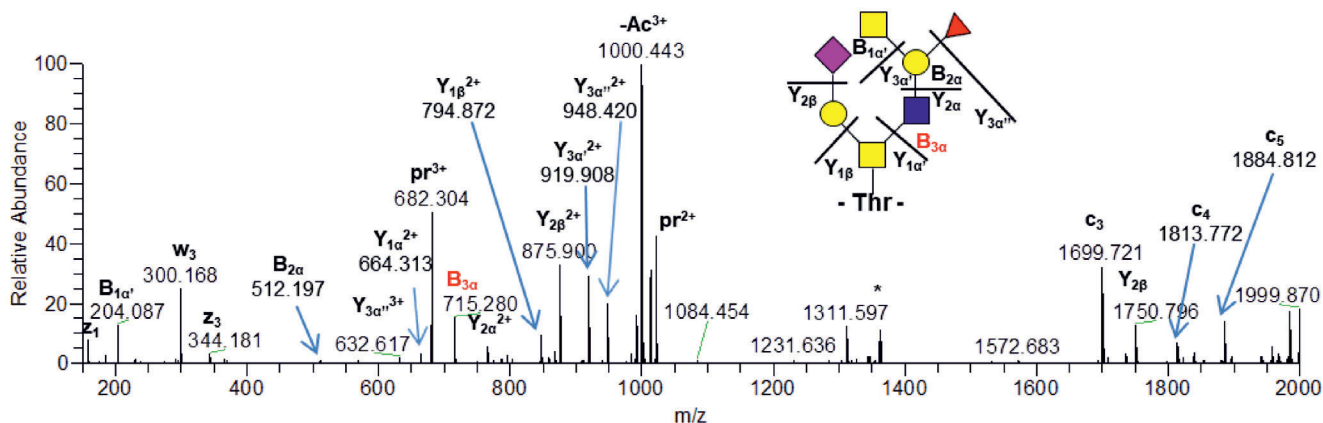 -Ac3+
1000.443
Y1β2+
794.872
Y3α''2+
948.420
Y3α'2+
919.908
pr3+
682.304
Y2β2+
875.900
pr2+
w3
300.168
Y1α2+
664.313
B2α
512.197
B1α'
204.087
z1
z3
344.181
Y3α''3+
632.617
B3α
715.280
Y2α2+
1084.454
1231.636
1311.597
*
1572.683
c3
1699.721
Y2β
1750.796
c4
1813.772
c5
1884.812
1999.870
B1α'
Y3α'
B2α
Y2β
Y2α
Y3α''
B3α
Y1β
Y1α'
- Thr -
Relative Abundance
100
80
60
40
20
0
200
400
600
800
1000
1200
1400
1600
1800
2000
m/z